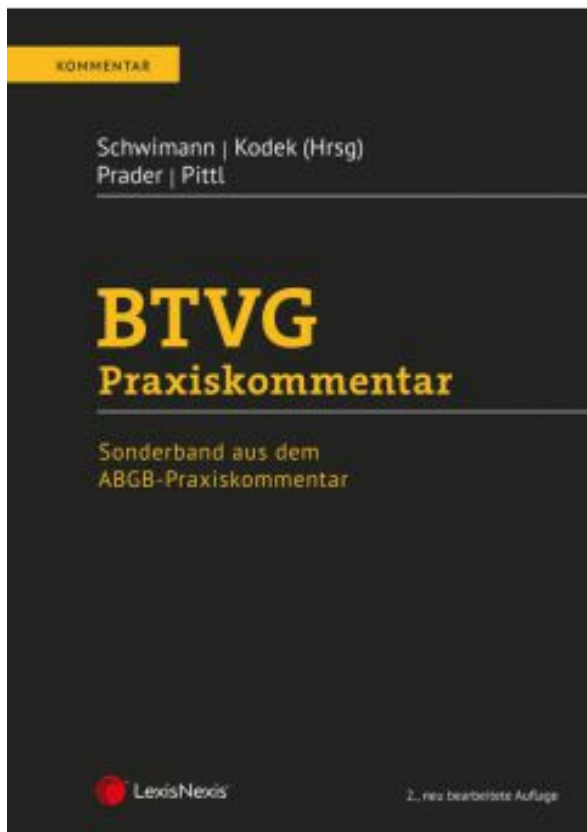 KOMMENTAR
Schwimann | Kodek (Hrsg)
Prader | Pittl
BTVG
Praxiskommentar
Sonderband aus dem
ABGB-Praxiskommentar
LexisNexis®
2., neu bearbeitete Auflage